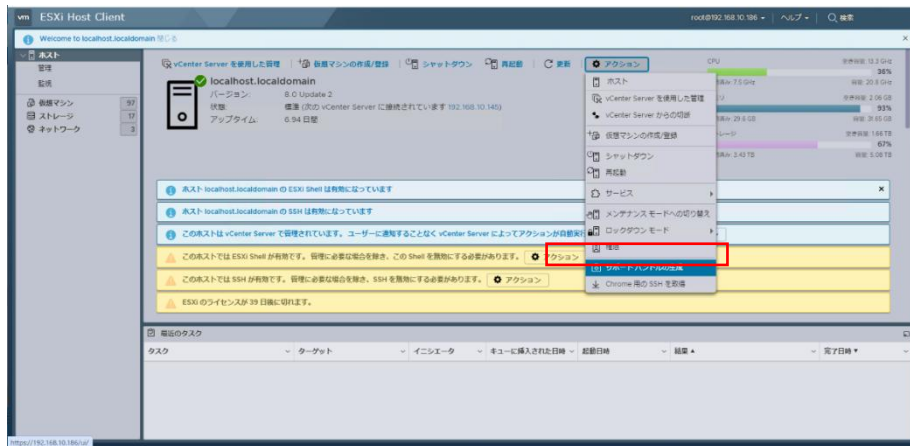 vm ESXi Host Client
root@192.168.10.186
ヘルプ
検索
Welcome to localhost.localdomain 閉じる
ホスト
管理
監視
仮想マシン 97
ストレージ 17
ネットワーク 3
vCenter Server を使用した管理
仮想マシンの作成/登録
シャットダウン
再起動
更新
アクション
localhost.localdomain
バージョン: 8.0 Update 2
状態: 標準 (次の vCenter Server に接続されています 192.168.10.145)
アップタイム: 6.94 日間
CPU
36%
93%
67%
ホスト
vCenter Server を使用した管理
vCenter Server からの切断
仮想マシンの作成/登録
シャットダウン
再起動
サービス
メンテナンス モードへの切り替え
ロックダウン モード
権限
サポート バンドルの生成
Chrome 用の SSH を取得
ホスト localhost.localdomain の ESXi Shell は有効になっています
ホスト localhost.localdomain の SSH は有効になっています
このホストは vCenter Server で管理されています。ユーザーに通知することなく vCenter Server によってアクションが自動実行
このホストでは ESXi Shell が有効です。管理に必要な場合を除き、この Shell を無効にする必要があります。 アクション
このホストでは SSH が有効です。管理に必要な場合を除き、SSH を無効にする必要があります。 アクション
ESXi のライセンスが 39 日後に切れます。
最近のタスク
タスク
ターゲット
イニシエータ
キューに挿入された日時
起動日時
結果
完了日時
https://192.168.10.186/ui/